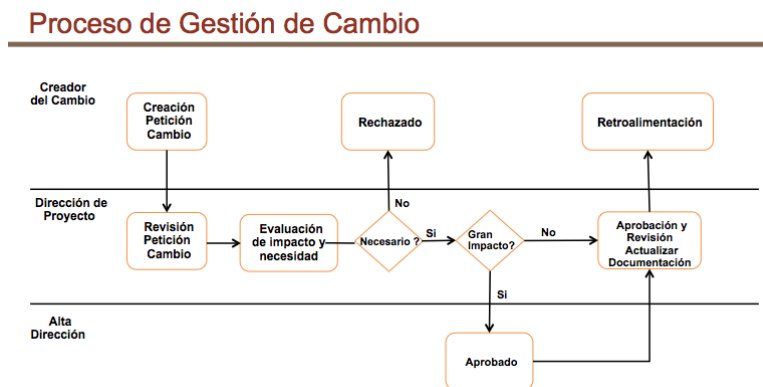 Proceso de Gestión de Cambio
Creador
del Cambio
Creación
Petición
Cambio
Rechazado
Retroalimentación
No
Dirección de
Proyecto
Revisión
Petición
Cambio
Evaluación
de impacto y
necesidad
Necesario ?
Si
Gran
Impacto?
No
Aprobación y
Revisión
Actualizar
Documentación
Si
Alta
Dirección
Aprobado